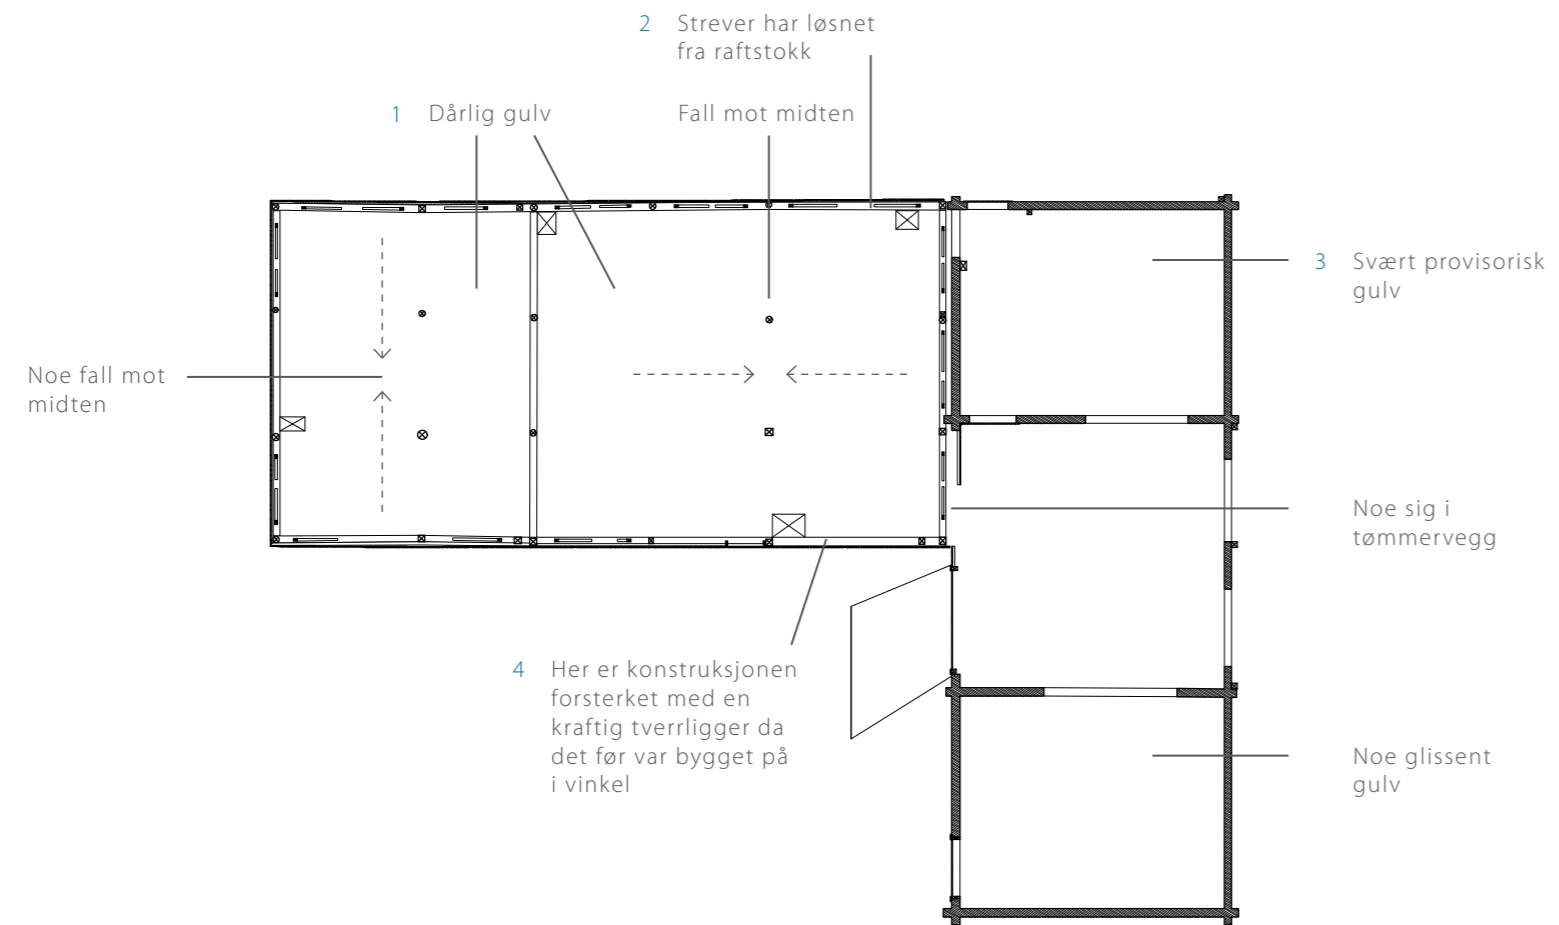 2 Strever har løsnet
fra raftstokk
1 Dårlig gulv
Fall mot midten
3 Svært provisorisk
gulv
Noe fall mot
midten
Noe sig i
tømmervegg
4 Her er konstruksjonen
forsterket med en
kraftig tverrligger da
det før var bygget på
i vinkel
Noe glissent
gulv